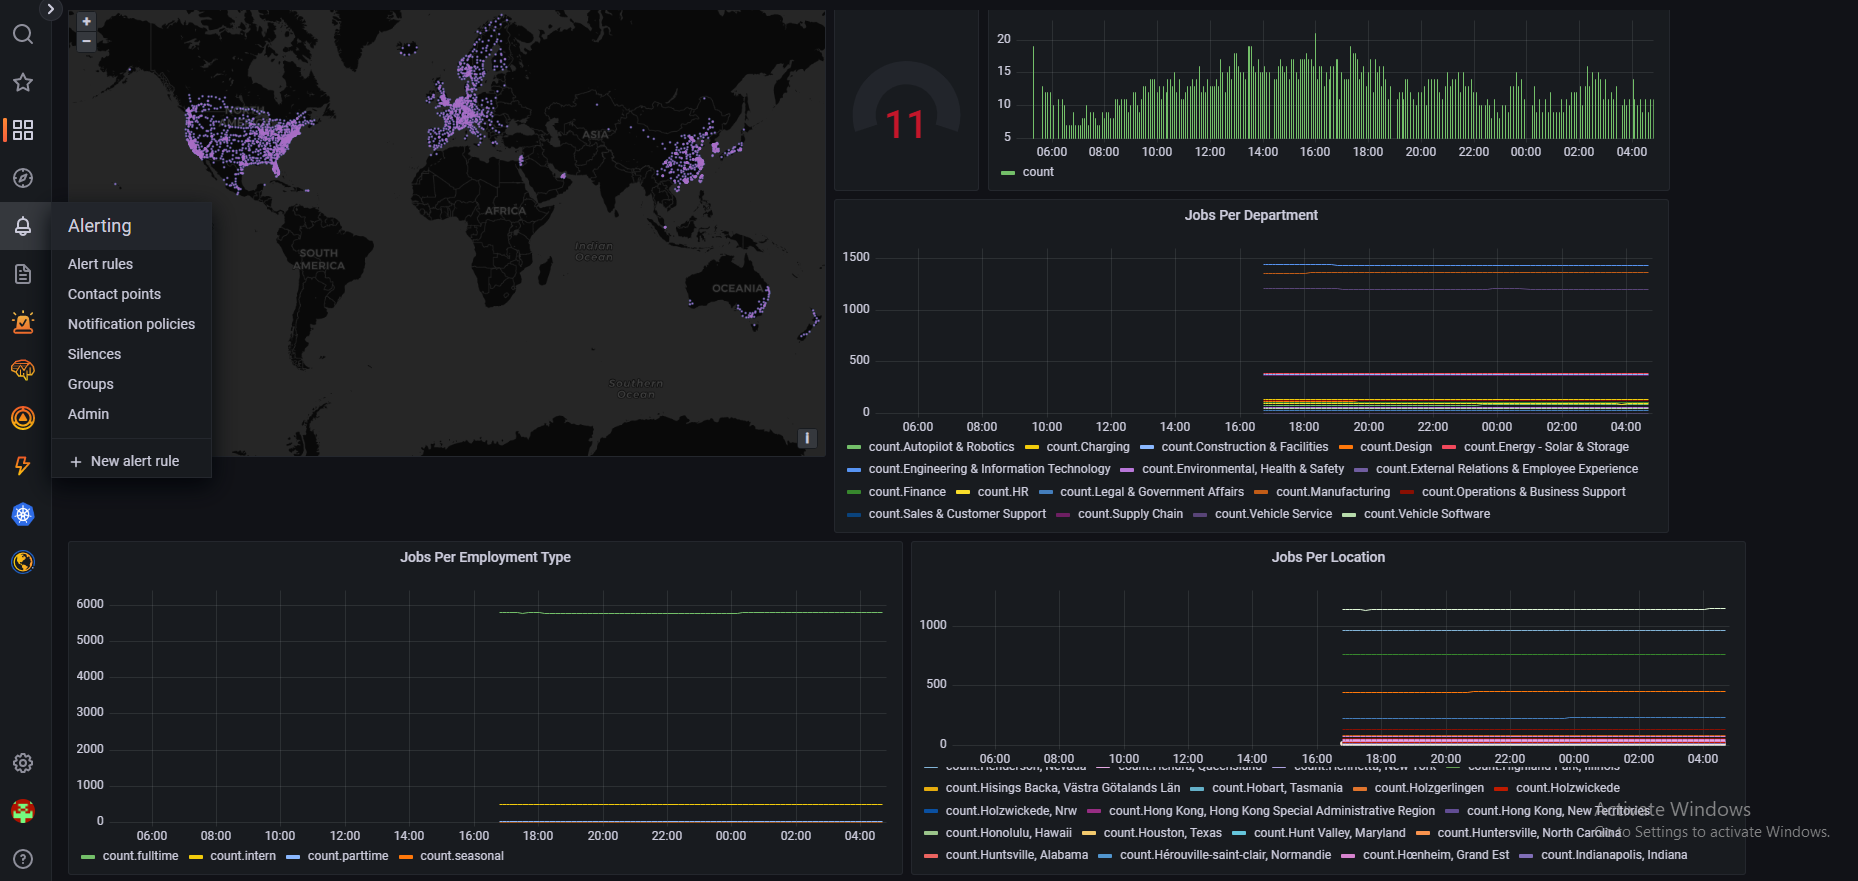 +
−
ASIA
AFRICA
SOUTH
AMERICA
Indian
Ocean
OCEANIA
Southern
Ocean
i
Alerting
Alert rules
Contact points
Notification policies
Silences
Groups
Admin
+ New alert rule
11
20
15
10
5
06:00 08:00 10:00 12:00 14:00 16:00 18:00 20:00 22:00 00:00 02:00 04:00
count
Jobs Per Department
1500
1000
500
0
06:00 08:00 10:00 12:00 14:00 16:00 18:00 20:00 22:00 00:00 02:00 04:00
count.Autopilot & Robotics count.Charging count.Construction & Facilities count.Design count.Energy - Solar & Storage
count.Engineering & Information Technology count.Environmental, Health & Safety count.External Relations & Employee Experience
count.Finance count.HR count.Legal & Government Affairs count.Manufacturing count.Operations & Business Support
count.Sales & Customer Support count.Supply Chain count.Vehicle Service count.Vehicle Software
Jobs Per Employment Type
6000
5000
4000
3000
2000
1000
0
06:00 08:00 10:00 12:00 14:00 16:00 18:00 20:00 22:00 00:00 02:00 04:00
count.fulltime count.intern count.parttime count.seasonal
Jobs Per Location
1000
500
0
06:00 08:00 10:00 12:00 14:00 16:00 18:00 20:00 22:00 00:00 02:00 04:00
count.Henderson, Nevada count.Hendra, Queensland count.Henrietta, New York count.Highland Park, Illinois
count.Hisings Backa, Västra Götalands Län count.Hobart, Tasmania count.Holzgerlingen count.Holzwickede
count.Holzwickede, Nrw count.Hong Kong, Hong Kong Special Administrative Region count.Hong Kong, New Territories
count.Honolulu, Hawaii count.Houston, Texas count.Hunt Valley, Maryland count.Huntersville, North Carolina
count.Huntsville, Alabama count.Hérouville-saint-clair, Normandie count.Hœnheim, Grand Est count.Indianapolis, Indiana
Activate Windows
Go to Settings to activate Windows.